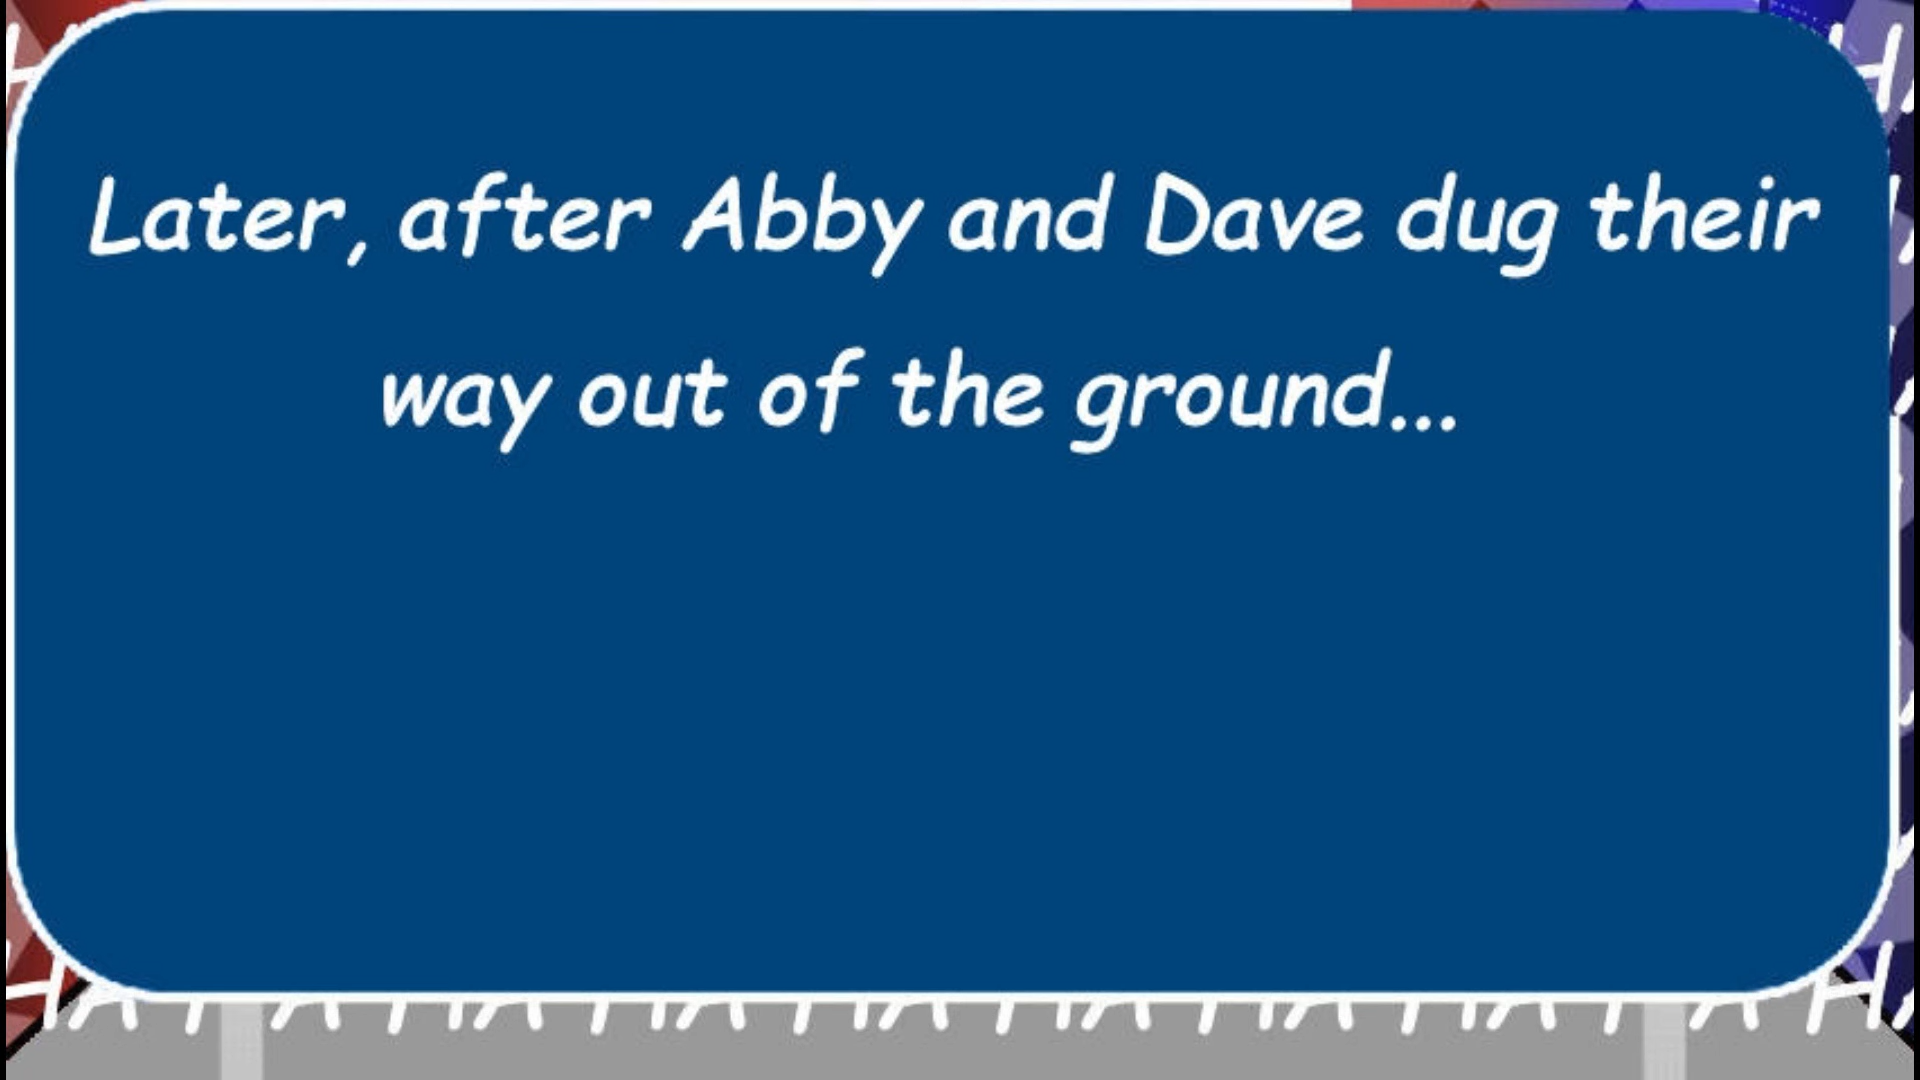 Later, after Abby and Dave dug their
way out of the ground...